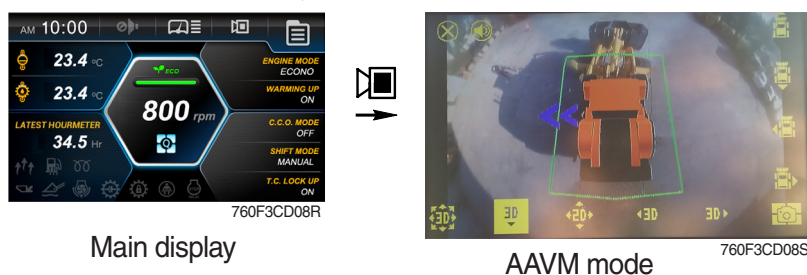 AM 10:00
23.4 °C
ECO
ENGINE MODE
ECONO
23.4 °C
WARMING UP
ON
800 rpm
LATEST HOURMETER
34.5 Hr
C.C.O. MODE
OFF
SHIFT MODE
MANUAL
T.C. LOCK UP
ON
760F3CD08R
Main display
3D
3D
2D
3D
3D
AAVM mode
760F3CD08S